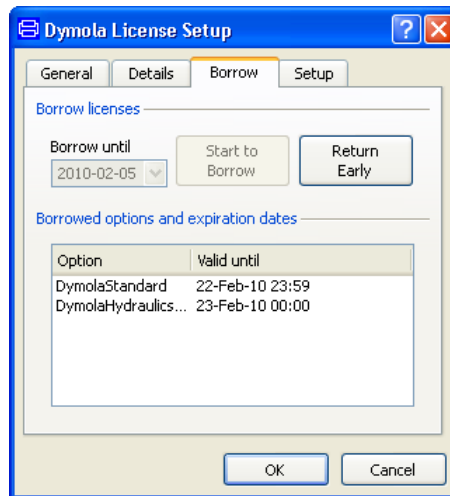 Dymola License Setup
General Details Borrow Setup
Borrow licenses
Borrow until
2010-02-05
Start to
Borrow
Return
Early
Borrowed options and expiration dates
Option Valid until
DymolaStandard 22-Feb-10 23:59
DymolaHydraulics... 23-Feb-10 00:00
OK Cancel